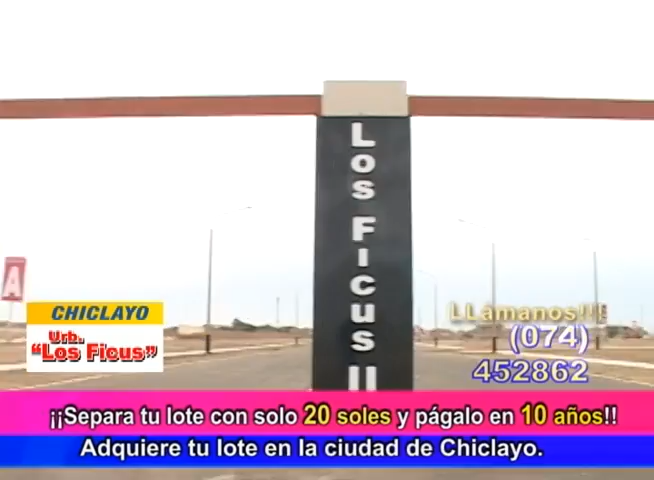 Los Ficus II
A
CHICLAYO
Urb.
"Los Ficus"
LLámanos!!!
(074)
452862
¡¡Separa tu lote con solo 20 soles y págalo en 10 años!!
Adquiere tu lote en la ciudad de Chiclayo.